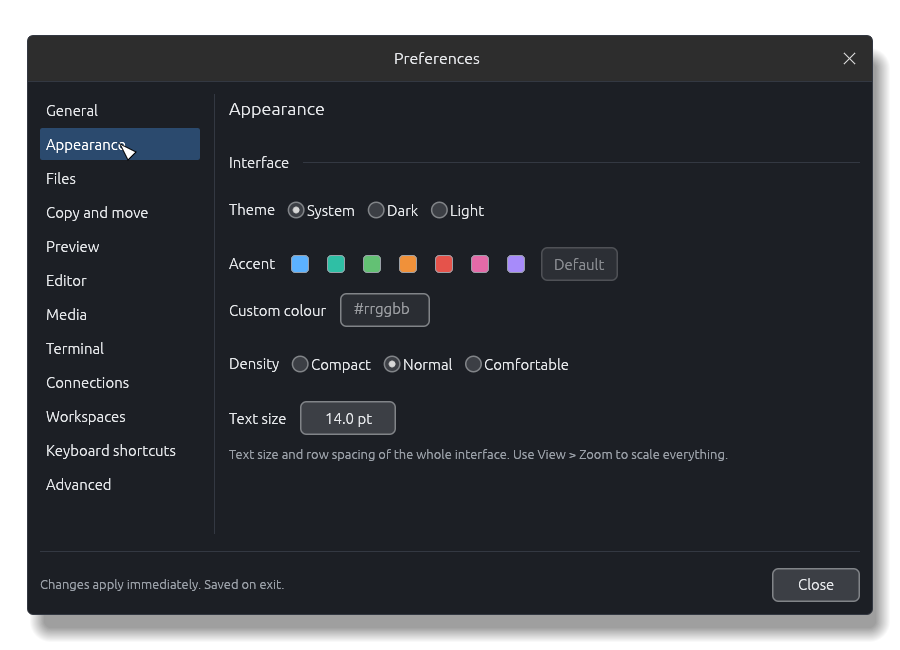 Preferences
General
Appearance
Files
Copy and move
Preview
Editor
Media
Terminal
Connections
Workspaces
Keyboard shortcuts
Advanced
Appearance
Interface
Theme System Dark Light
Accent Default
Custom colour #rrggbb
Density Compact Normal Comfortable
Text size 14.0 pt
Text size and row spacing of the whole interface. Use View > Zoom to scale everything.
Changes apply immediately. Saved on exit.
Close